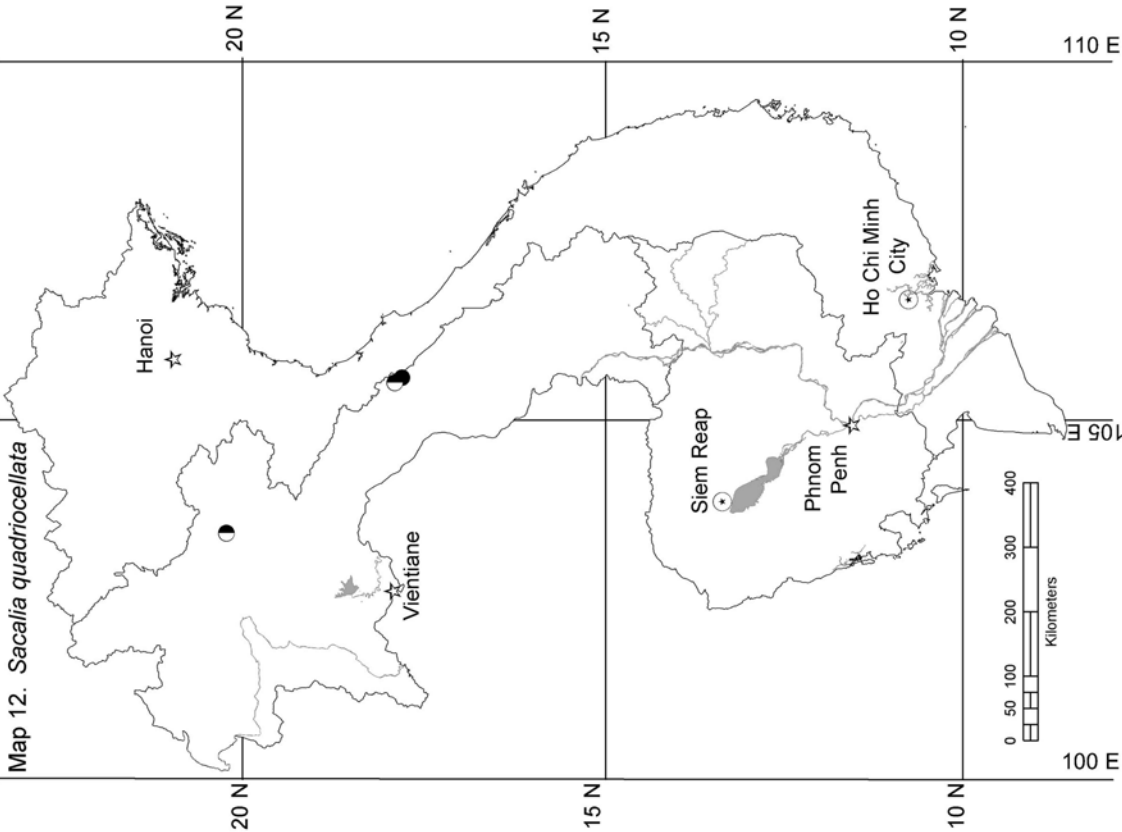 Map 12. Sacalia quadriocellata
20 N
15 N
10 N
110 E
Hanoi
Ho Chi Minh
City
105 E
Siem Reap
Phnom
Penh
Vientiane
0 50 100 200 300 400
Kilometers
20 N
15 N
10 N
100 E